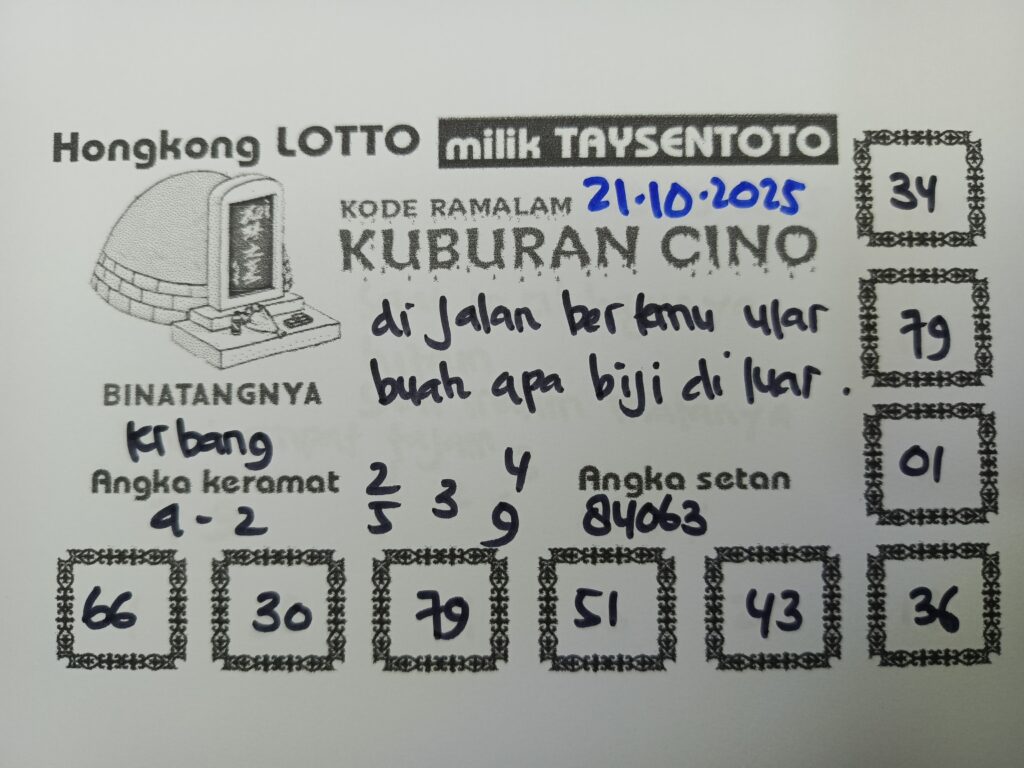 Hongkong LOTTO milik TAYSENTOTO
KODE RAMALAM 21.10.2025
KUBURAN CINO
di jalan bertemu ular
buah apa biji di luar.
BINATANGNYA
krbang
Angka keramat
9 - 2
2 3 4
5 9
Angka setan
84063
34
79
01
66 30 79 51 43 36